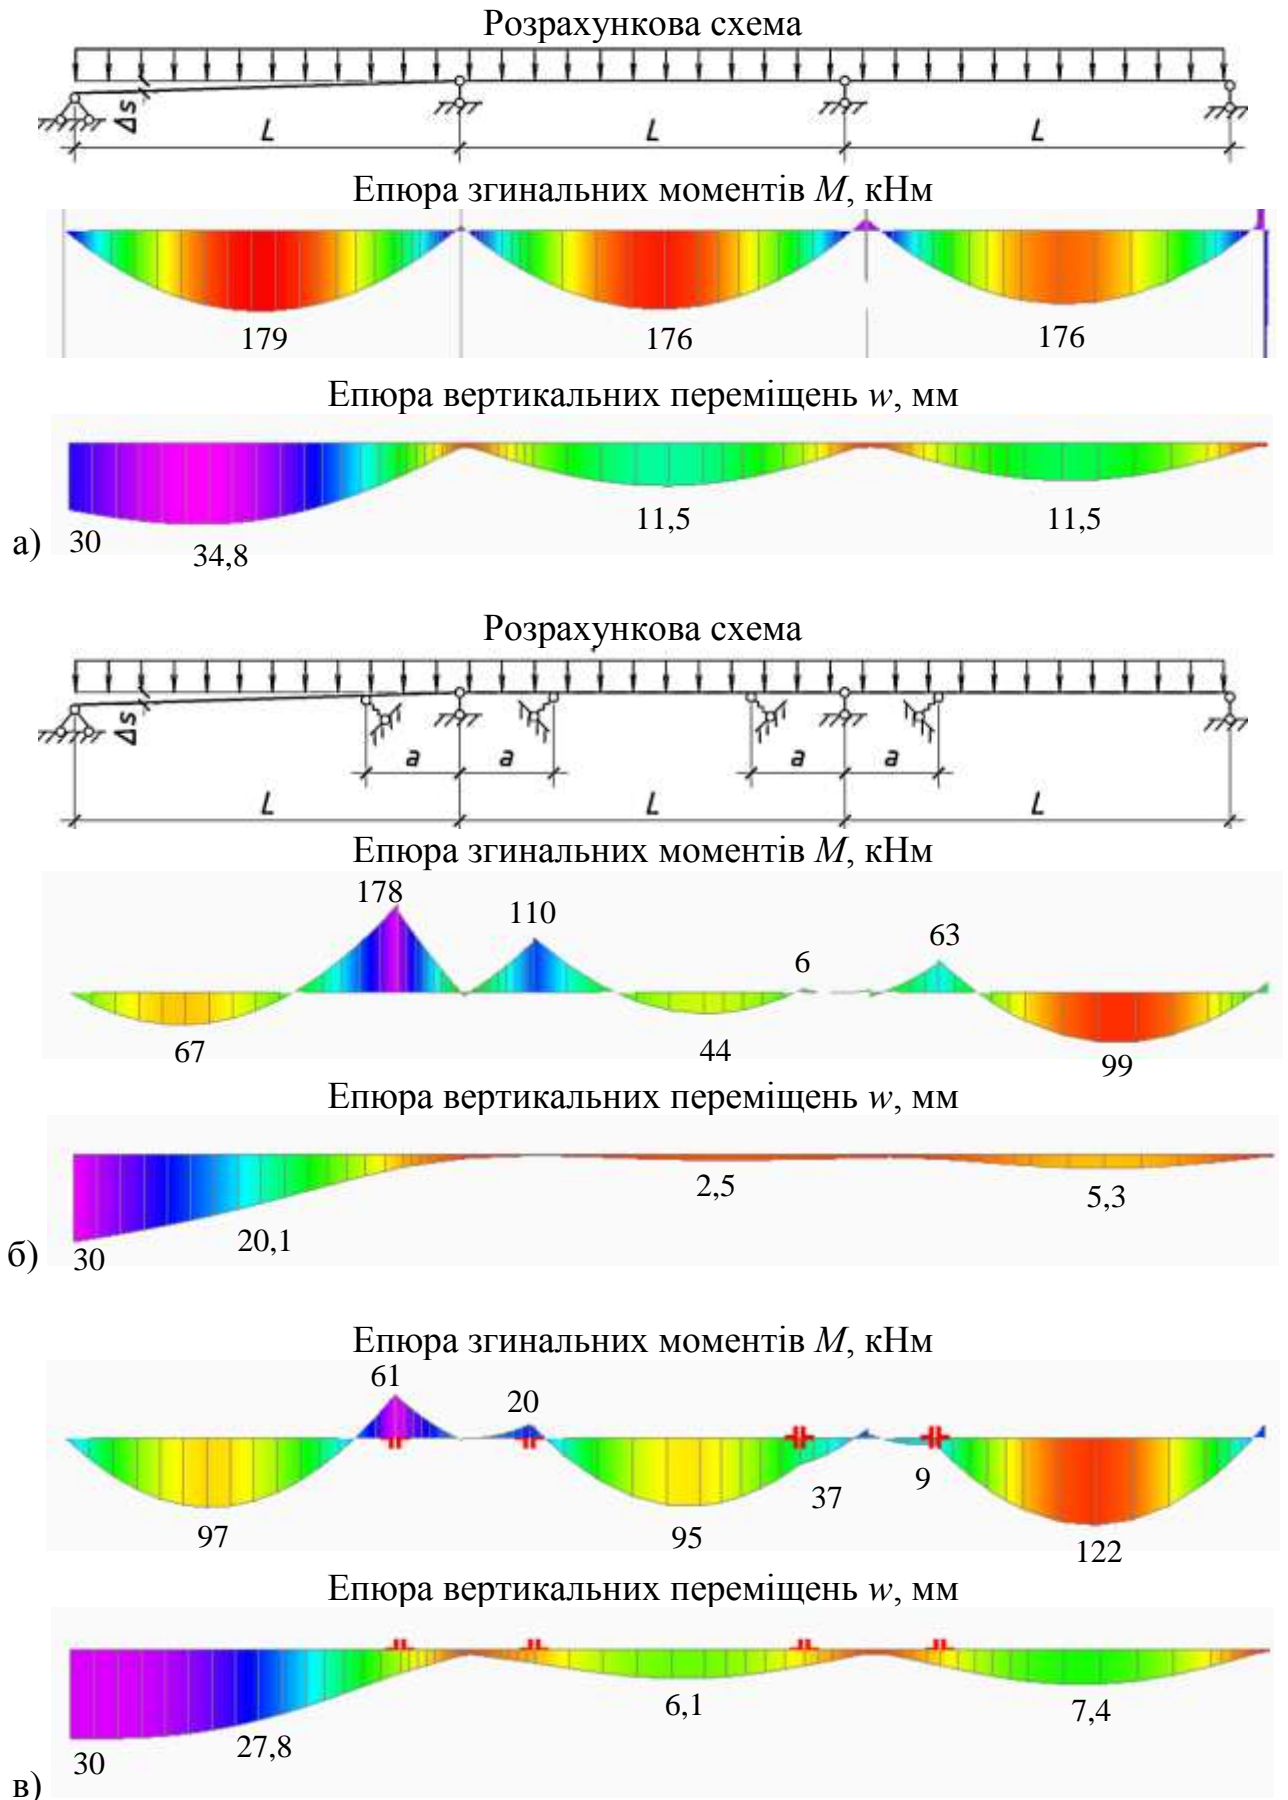 Розрахункова схема
Δs
L
L
L
Епюра згинальних моментів M, кНм
179
176
176
Епюра вертикальних переміщень w, мм
11,5
11,5
а)
30
34,8
Розрахункова схема
Δs
a
a
a
a
L
L
L
Епюра згинальних моментів M, кНм
178
110
63
6
67
44
99
Епюра вертикальних переміщень w, мм
2,5
5,3
20,1
б)
30
Епюра згинальних моментів M, кНм
61
20
37
9
97
95
122
Епюра вертикальних переміщень w, мм
6,1
7,4
27,8
30
в)